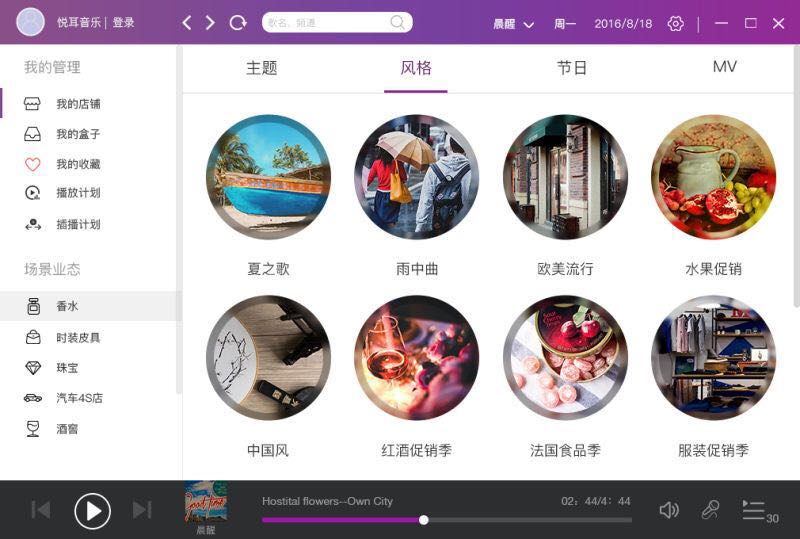 悦耳音乐| 登录
歌名、频道
晨醒
周一
2016/8/18
我的管理
我的店铺
我的盒子
我的收藏
播放计划
插播计划
场景业态
香水
时装皮具
珠宝
汽车4S店
酒窖
主题
风格
节日
MV
夏之歌
雨中曲
欧美流行
水果促销
中国风
红酒促销季
法国食品季
服装促销季
Good time
晨醒
Hostital flowers--Own City
02：44/4：44
30